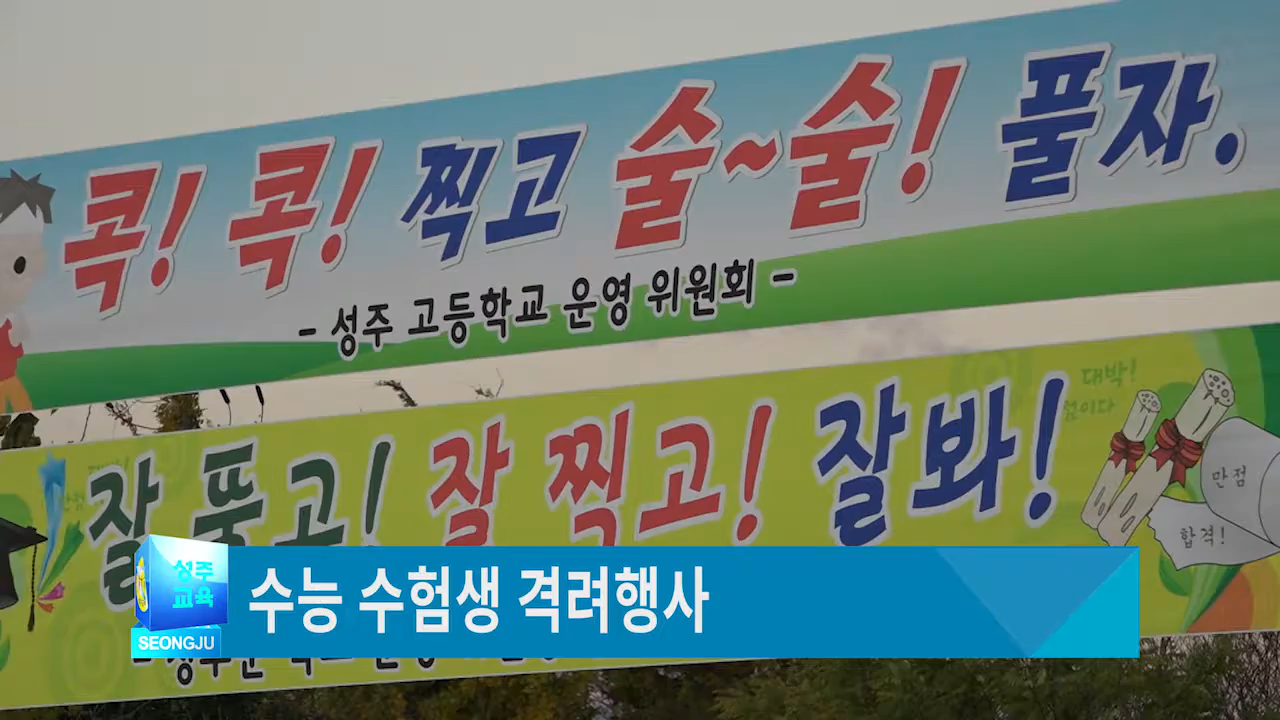 콕! 콕! 찍고 술~술! 풀자.
- 성주 고등학교 운영 위원회 -
대박!
잘 푸고! 잘 찍고! 잘봐!
만점
합격!
성주
교육
SEONGJU
수능 수험생 격려행사